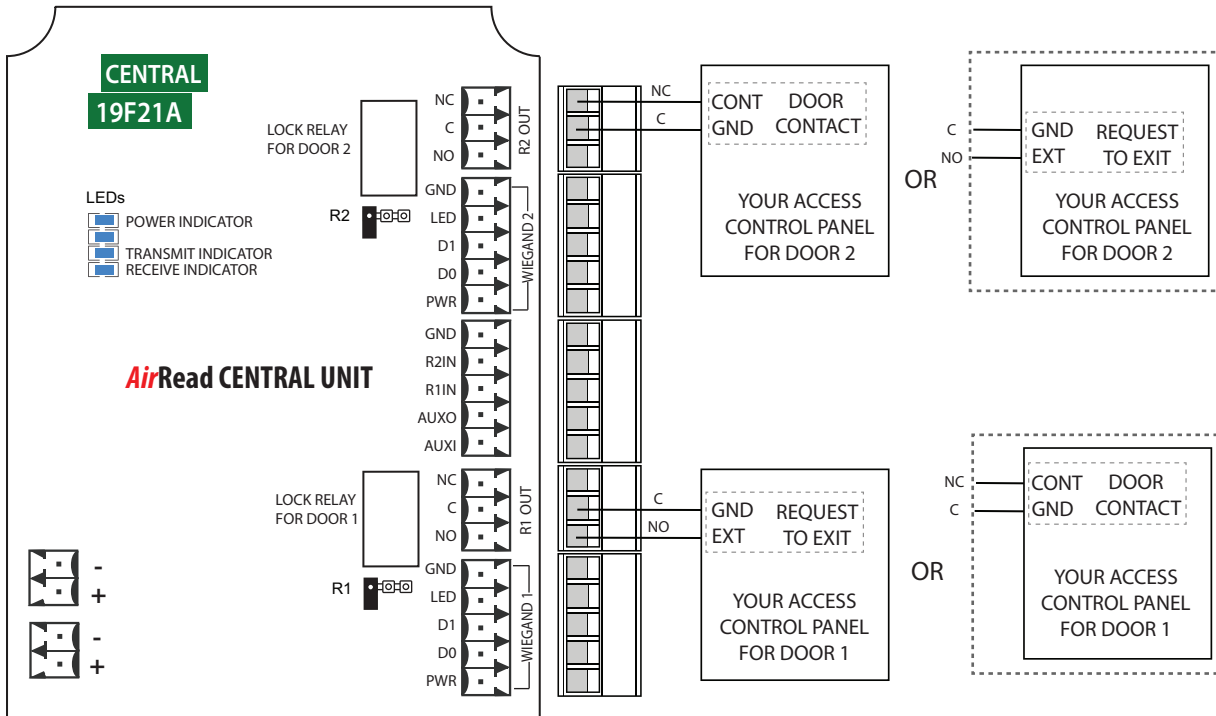 CENTRAL
19F21A
LOCK RELAY
FOR DOOR 2
R2
LEDs
POWER INDICATOR
TRANSMIT INDICATOR
RECEIVE INDICATOR
AirRead CENTRAL UNIT
LOCK RELAY
FOR DOOR 1
R1
-
+
-
+
NC
C
NO
R2 OUT
GND
LED
D1
D0
PWR
WIEGAND 2
GND
R2IN
R1IN
AUXO
AUXI
NC
C
NO
R1 OUT
GND
LED
D1
D0
PWR
WIEGAND 1
NC
C
CONT DOOR
GND CONTACT
YOUR ACCESS
CONTROL PANEL
FOR DOOR 2
OR
C
NO
GND REQUEST
EXT TO EXIT
YOUR ACCESS
CONTROL PANEL
FOR DOOR 2
C
NO
GND REQUEST
EXT TO EXIT
YOUR ACCESS
CONTROL PANEL
FOR DOOR 1
OR
NC
C
CONT DOOR
GND CONTACT
YOUR ACCESS
CONTROL PANEL
FOR DOOR 1